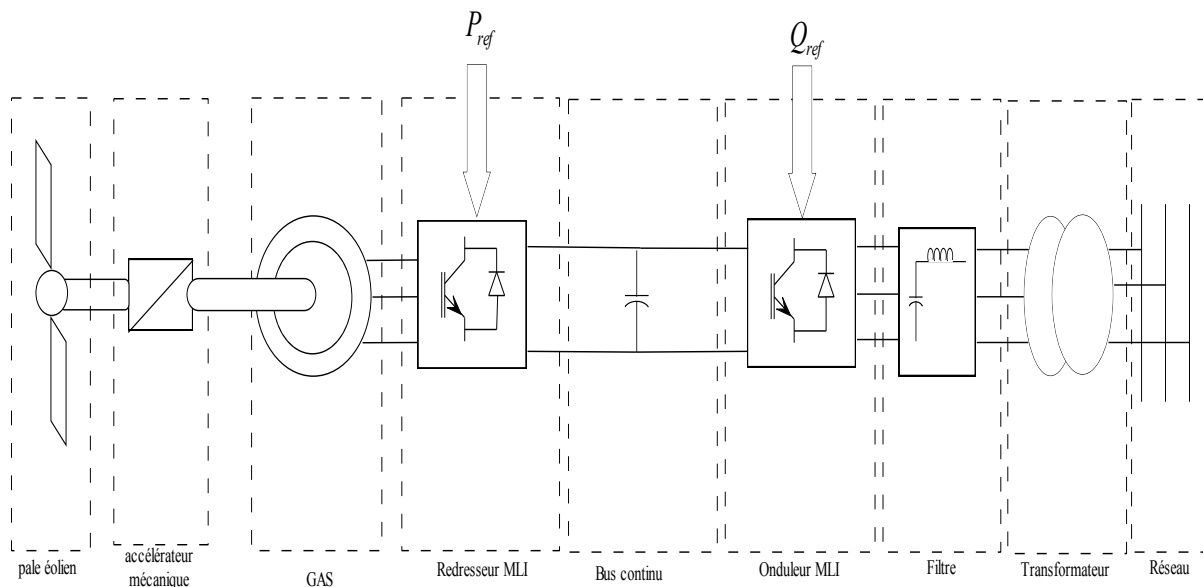 P_ref
Q_ref
pale éolien
accélérateur
mécanique
GAS
Redresseur MLI
Bus continu
Onduleur MLI
Filtre
Transformateur
Réseau